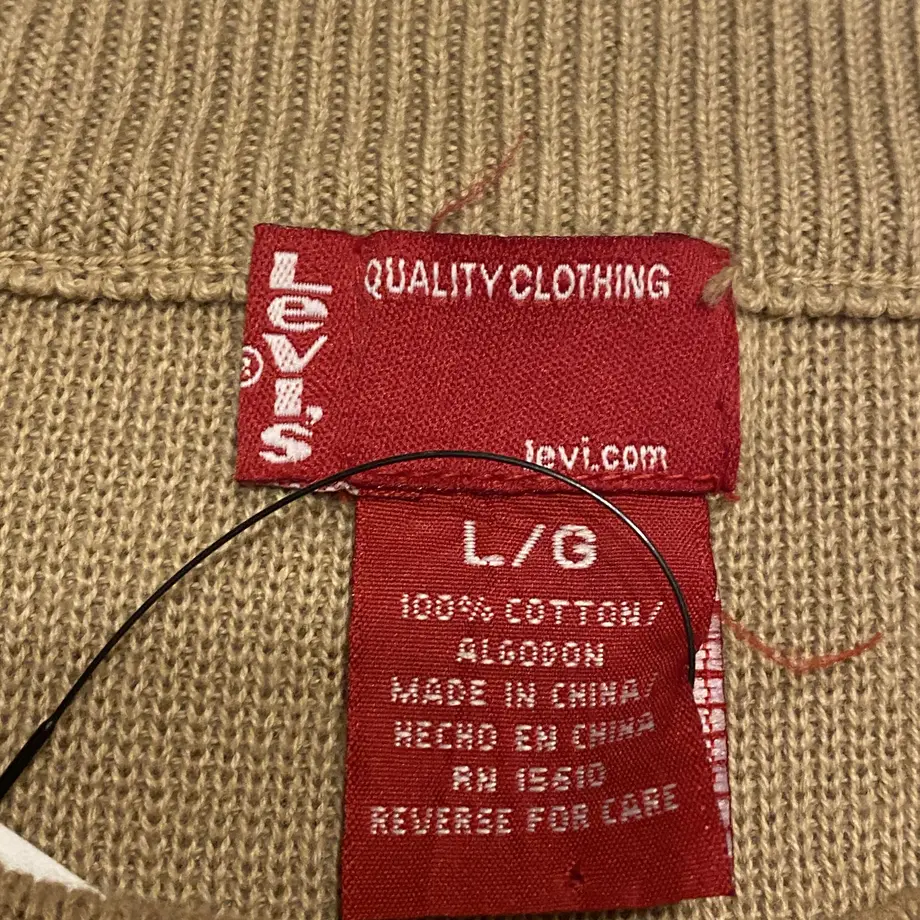 Levi's
®
QUALITY CLOTHING
levi.com
L/G
100% COTTON/
ALGODON
MADE IN CHINA/
HECHO EN CHINA
RN 15610
REVERSE FOR CARE